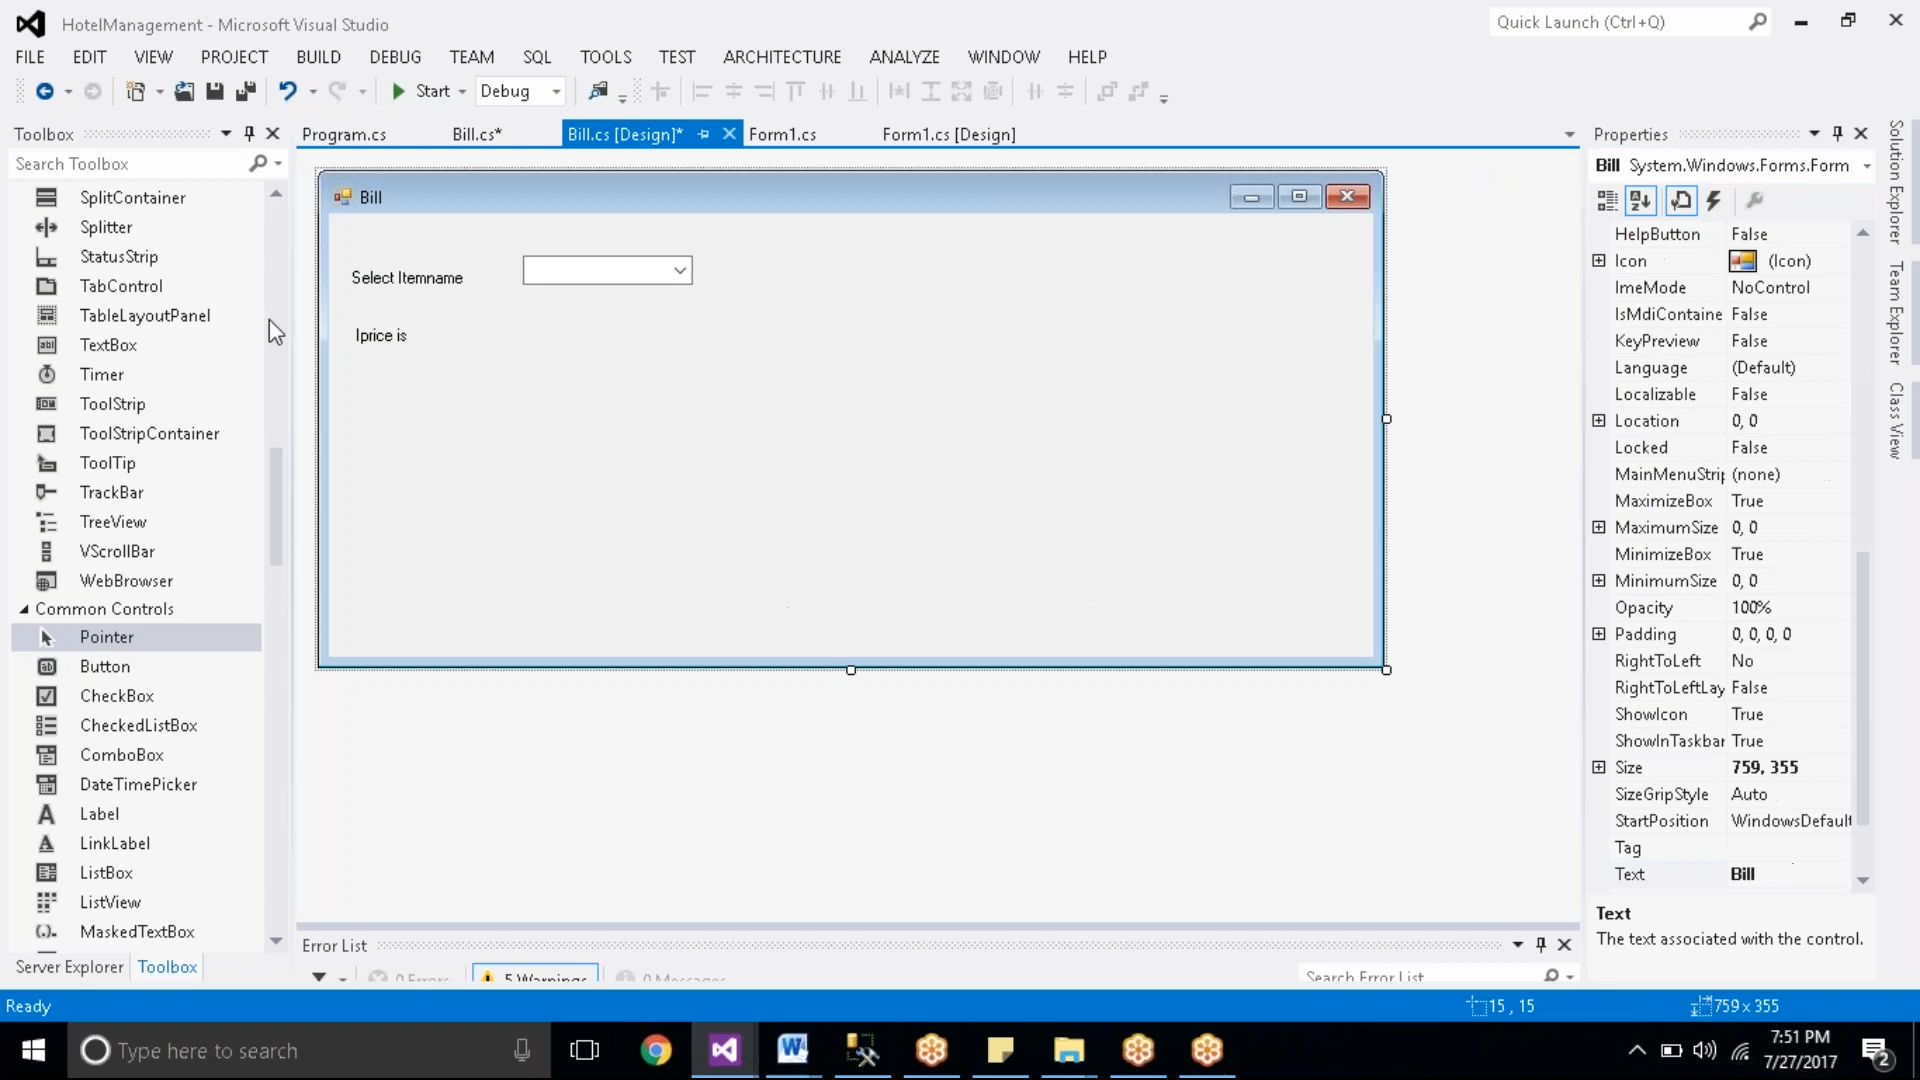 HotelManagement - Microsoft Visual Studio
Quick Launch (Ctrl+Q)
FILE EDIT VIEW PROJECT BUILD DEBUG TEAM SQL TOOLS TEST ARCHITECTURE ANALYZE WINDOW HELP
Start Debug
Toolbox
Search Toolbox
SplitContainer
Splitter
StatusStrip
TabControl
TableLayoutPanel
TextBox
Timer
ToolStrip
ToolStripContainer
ToolTip
TrackBar
TreeView
VScrollBar
WebBrowser
Common Controls
Pointer
Button
CheckBox
CheckedListBox
ComboBox
DateTimePicker
Label
LinkLabel
ListBox
ListView
MaskedTextBox
Server Explorer Toolbox
Program.cs Bill.cs* Bill.cs [Design]* Form1.cs Form1.cs [Design]
Bill
Select Itemname
Iprice is
Error List
0 Errors 5 Warnings 0 Messages
Search Error List
Properties
Bill System.Windows.Forms.Form
HelpButton False
Icon (Icon)
ImeMode NoControl
IsMdiContaine False
KeyPreview False
Language (Default)
Localizable False
Location 0, 0
Locked False
MainMenuStrip (none)
MaximizeBox True
MaximumSize 0, 0
MinimizeBox True
MinimumSize 0, 0
Opacity 100%
Padding 0, 0, 0, 0
RightToLeft No
RightToLeftLay False
ShowIcon True
ShowInTaskbar True
Size 759, 355
SizeGripStyle Auto
StartPosition WindowsDefault
Tag
Text Bill
Text
The text associated with the control.
Solution Explorer
Team Explorer
Class View
Ready
15 , 15
759 x 355
Type here to search
7:51 PM
7/27/2017
2